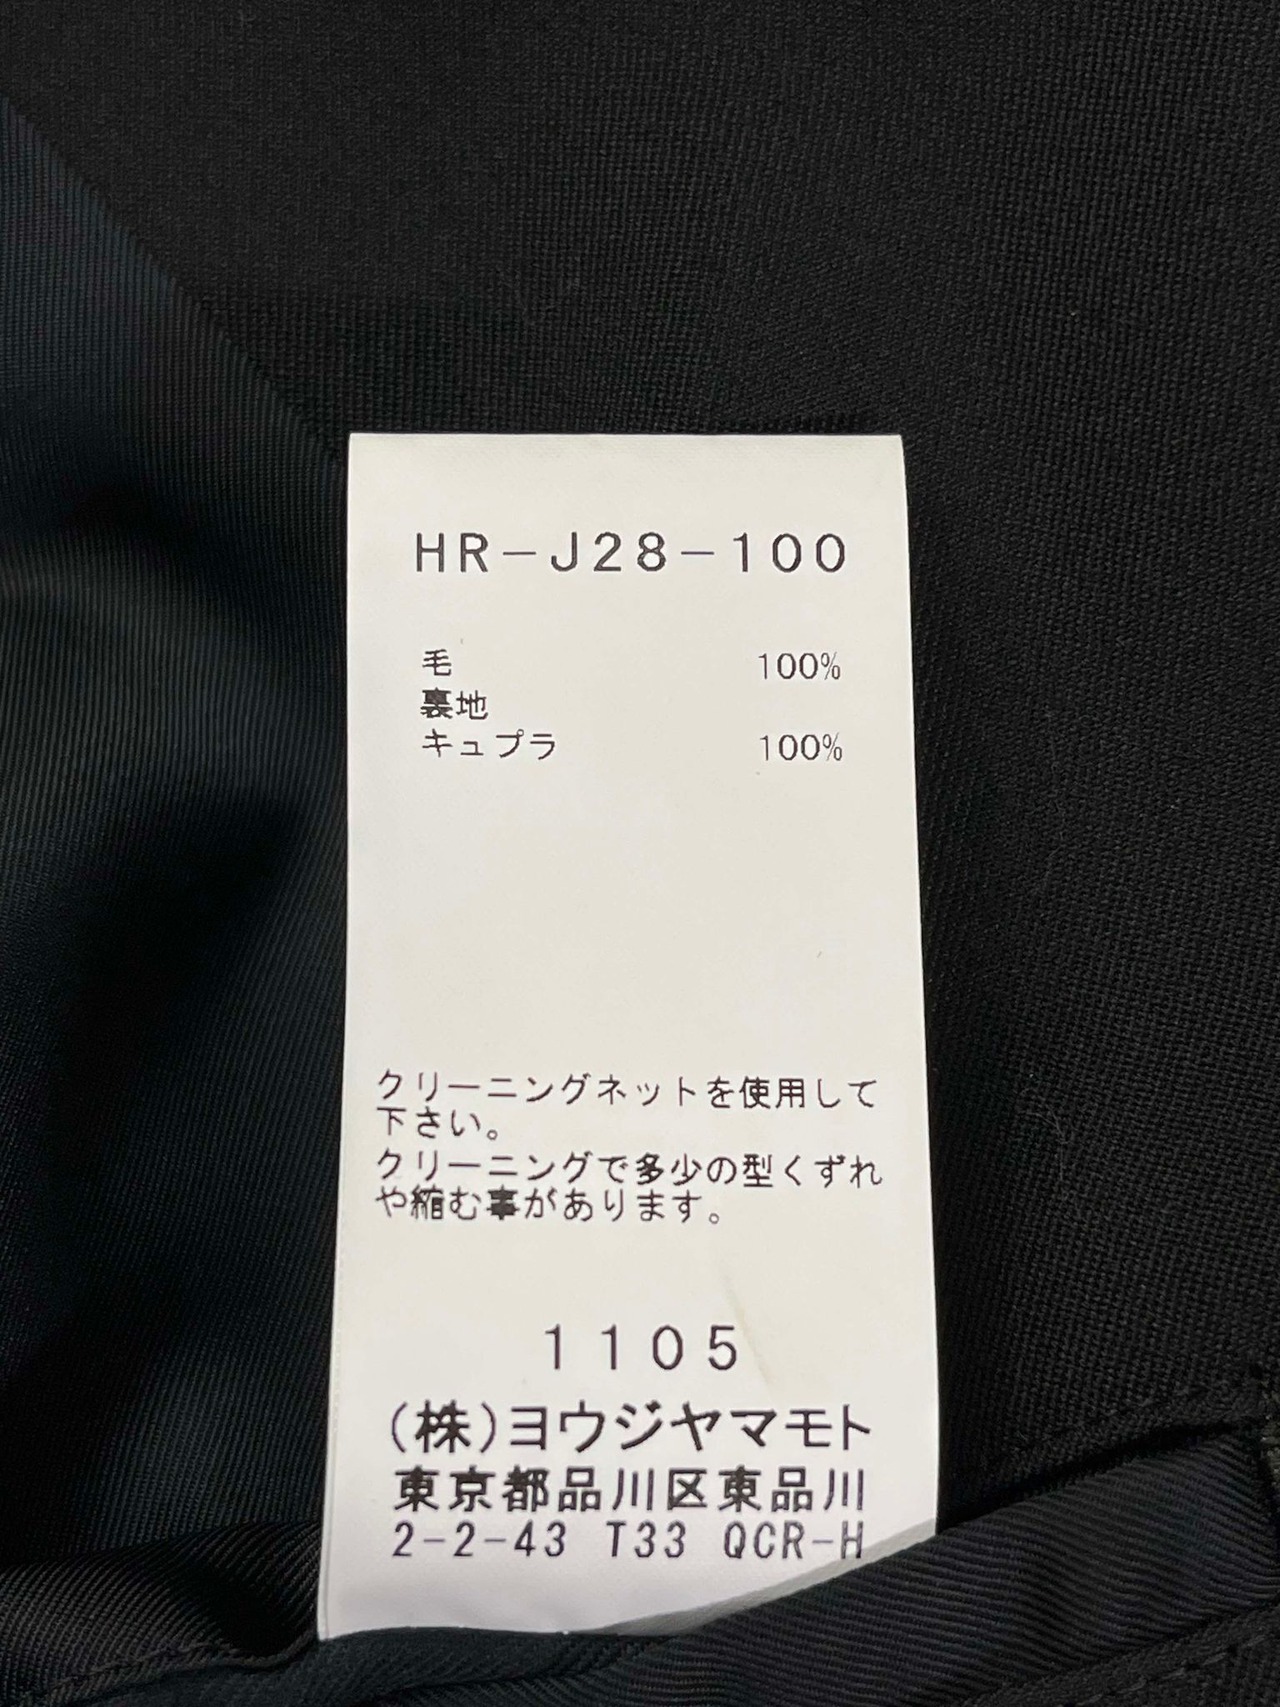 HR-J28-100
毛 100%
裏地
キュプラ 100%
クリーニングネットを使用して
下さい。
クリーニングで多少の型くずれ
や縮む事があります。
1105
(株)ヨウジヤマモト
東京都品川区東品川
2-2-43 T33 QCR-H